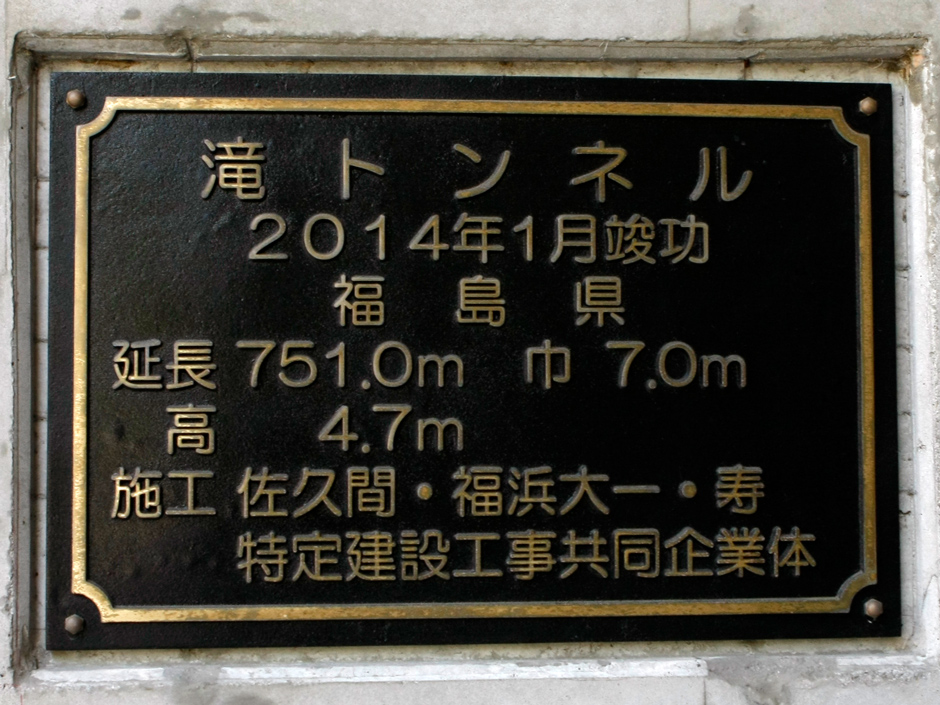 滝トンネル
2014年1月竣功
福島県
延長 751.0m 巾 7.0m
高 4.7m
施工 佐久間・福浜大一・寿
特定建設工事共同企業体